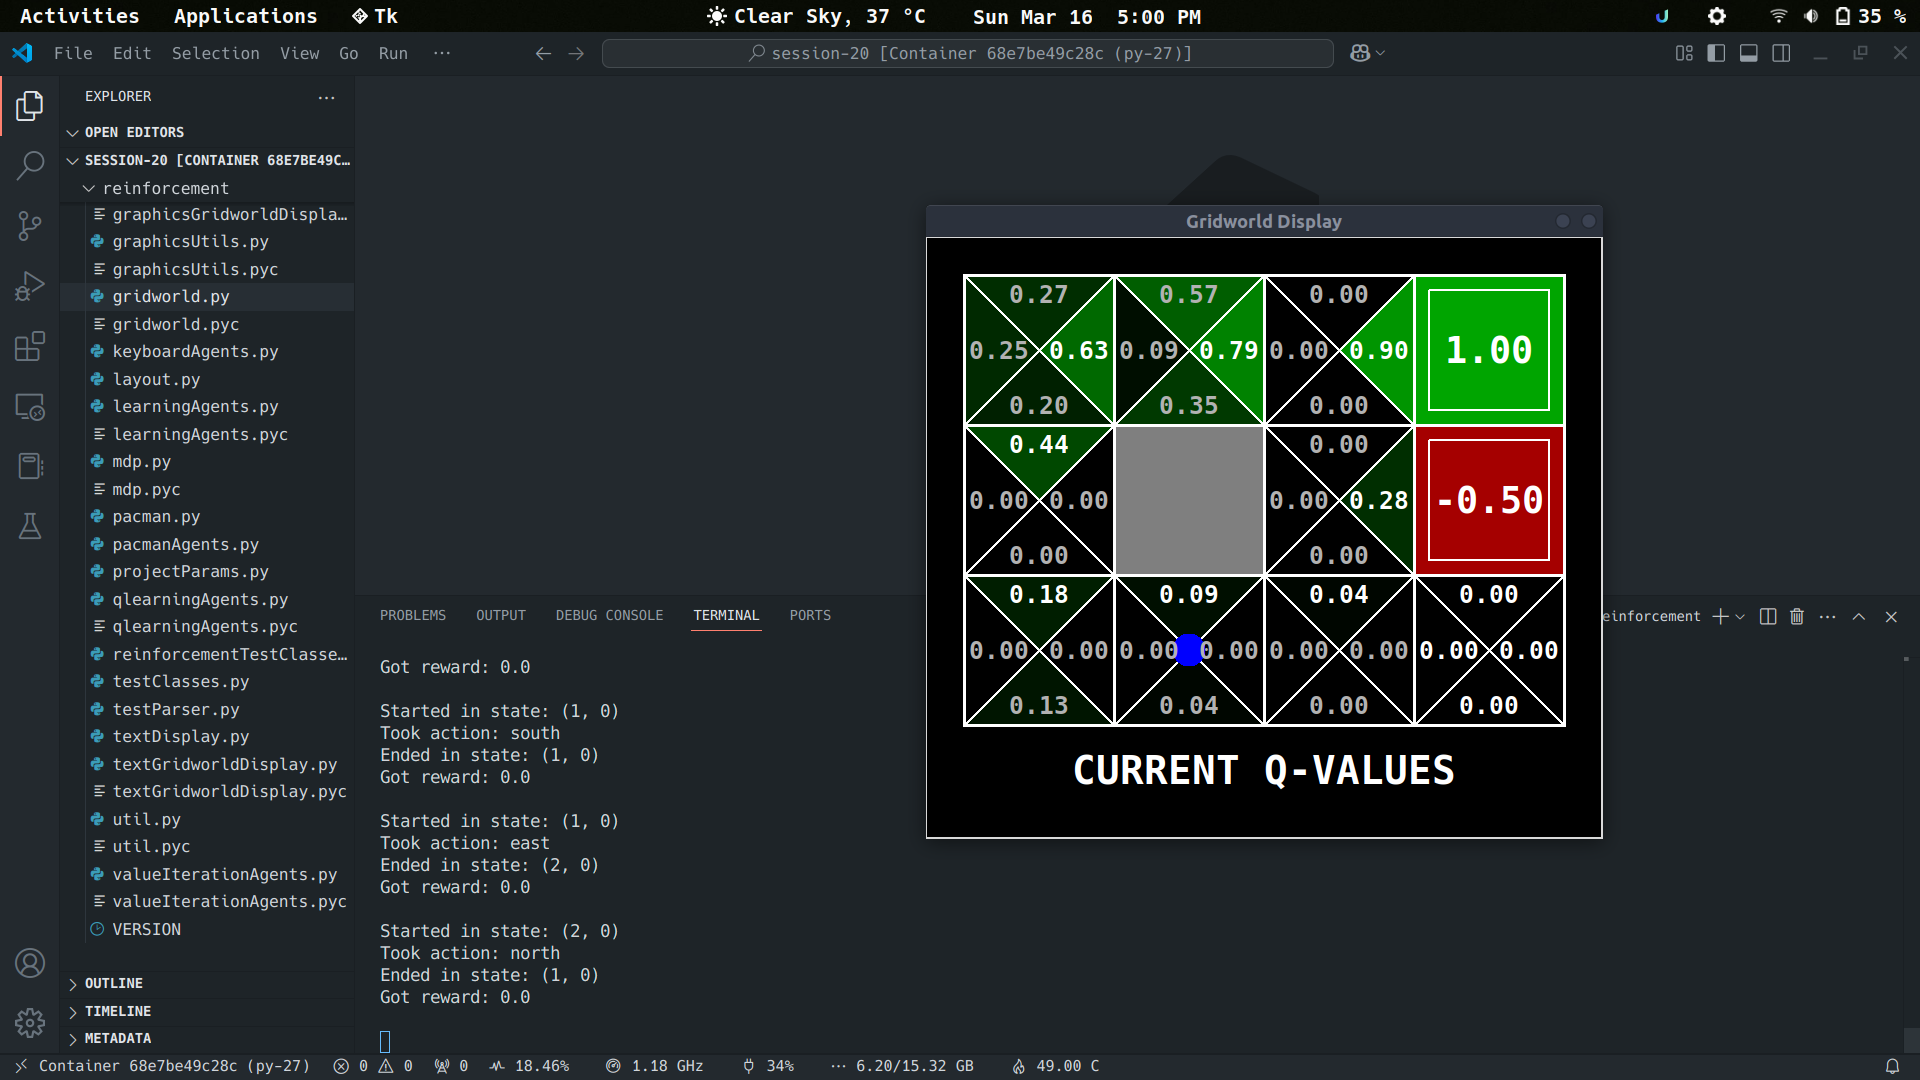 Activities Applications Tk Clear Sky, 37 °C Sun Mar 16 5:00 PM 35 %
File Edit Selection View Go Run ··· session-20 [Container 68e7be49c28c (py-27)]
EXPLORER
OPEN EDITORS
SESSION-20 [CONTAINER 68E7BE49C...
reinforcement
graphicsGridworldDispla...
graphicsUtils.py
graphicsUtils.pyc
gridworld.py
gridworld.pyc
keyboardAgents.py
layout.py
learningAgents.py
learningAgents.pyc
mdp.py
mdp.pyc
pacman.py
pacmanAgents.py
projectParams.py
qlearningAgents.py
qlearningAgents.pyc
reinforcementTestClasse...
testClasses.py
testParser.py
textDisplay.py
textGridworldDisplay.py
textGridworldDisplay.pyc
util.py
util.pyc
valueIterationAgents.py
valueIterationAgents.pyc
VERSION
OUTLINE
TIMELINE
METADATA
Gridworld Display
0.27 0.57 0.00
0.25 0.63 0.09 0.79 0.00 0.90 1.00
0.20 0.35 0.00
0.44 0.00
0.00 0.00 0.00 0.28 -0.50
0.00 0.00
0.18 0.09 0.04 0.00
0.00 0.00 0.00 0.00 0.00 0.00 0.00 0.00
0.13 0.04 0.00 0.00
CURRENT Q-VALUES
PROBLEMS OUTPUT DEBUG CONSOLE TERMINAL PORTS einforcement
Got reward: 0.0
Started in state: (1, 0)
Took action: south
Ended in state: (1, 0)
Got reward: 0.0
Started in state: (1, 0)
Took action: east
Ended in state: (2, 0)
Got reward: 0.0
Started in state: (2, 0)
Took action: north
Ended in state: (1, 0)
Got reward: 0.0
Container 68e7be49c28c (py-27) 0 0 0 18.46% 1.18 GHz 34% ··· 6.20/15.32 GB 49.00 C